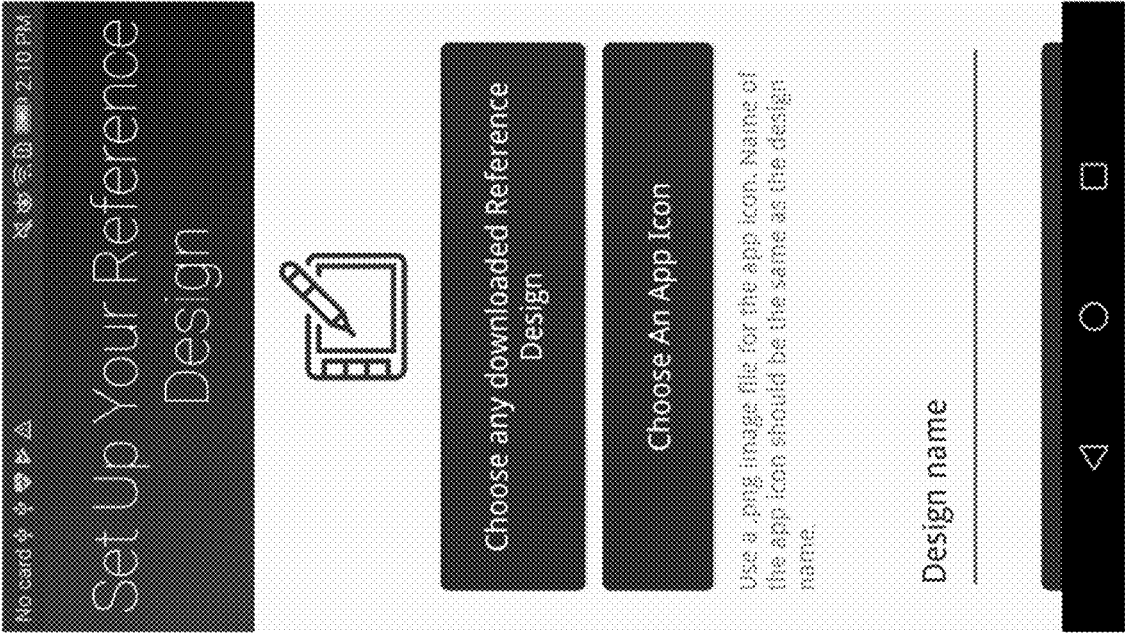 No card
2:10 PM
Set Up Your Reference
Design
Choose any downloaded Reference
Design
Choose An App Icon
Use a .png image file for the app icon. Name of
the app icon should be the same as the design
name.
Design name